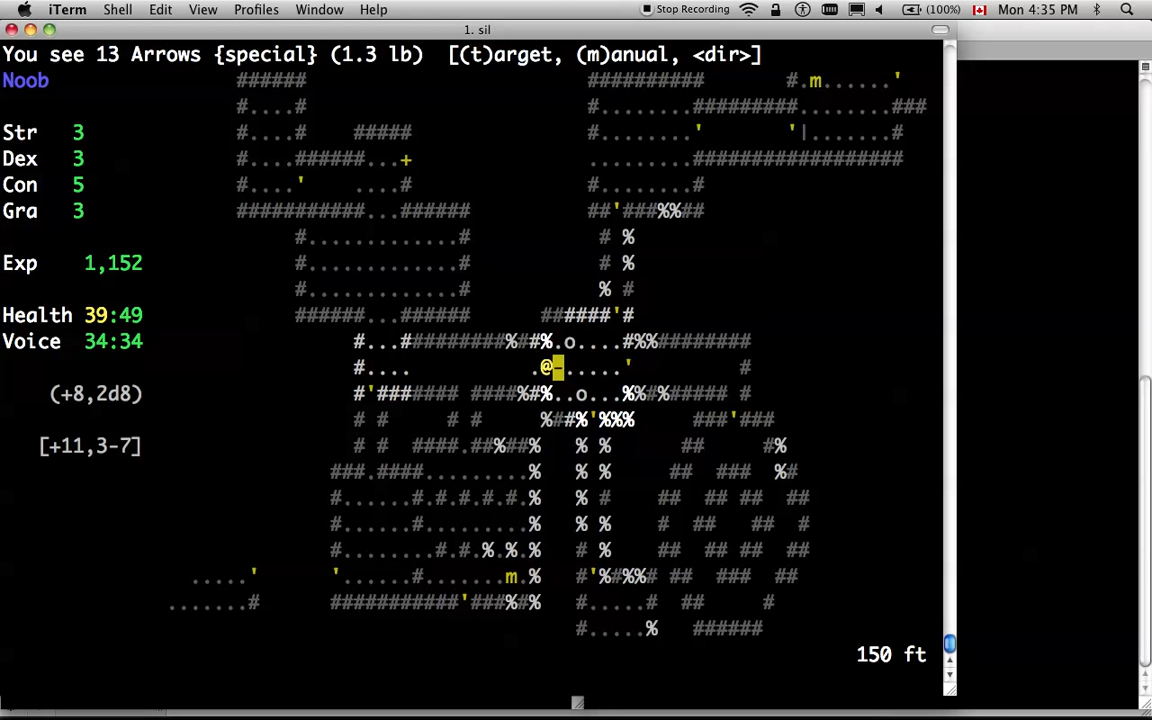 iTerm Shell Edit View Profiles Window Help Stop Recording (100%) Mon 4:35 PM
1. sil
You see 13 Arrows {special} (1.3 lb) [(t)arget, (m)anual, <dir>]
Noob ###### ########## #.m......'
#....# #........#########.........###
Str 3 #....# ##### #........' '|.......#
Dex 3 #....######...+ .........##################
Con 5 #....' ....# #........#
Gra 3 ###########...###### ##'###%%##
#.............# # %
Exp 1,152 #.............# # %
#.............# % #
Health 39:49 ######...###### ######'#
Voice 34:34 #...#########%##%.o....#%%########
#.... .@-.....' #
(+8,2d8) #'#### ####%#%..o...%%#%##### #
# # # # %###%'%%% ###'###
[+11,3-7] # # ####.##%##% % % ## #%
###.####.........% % % ## ### %#
#......#.#.#.#.#.% % # ## ## ## ##
#......#.........% % % # ## ## #
#........#.#.%.%.% # % ## ## ## ##
.....' '......#.......m.% #'%#%%# ## ### ##
.......# ###########'###%#% #.....# ## #
#.....% ######
150 ft